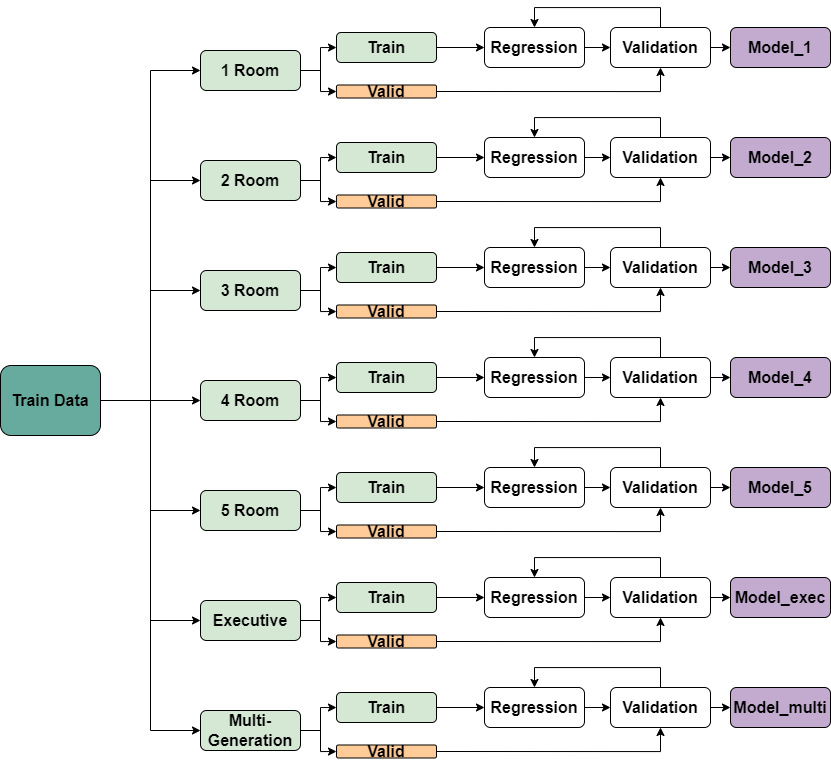 Train
Regression
Validation
Model_1
1 Room
Valid
Train
Regression
Validation
Model_2
2 Room
Valid
Train
Regression
Validation
Model_3
3 Room
Valid
Train Data
Train
Regression
Validation
Model_4
4 Room
Valid
Train
Regression
Validation
Model_5
5 Room
Valid
Train
Regression
Validation
Model_exec
Executive
Valid
Train
Regression
Validation
Model_multi
Multi-
Generation
Valid